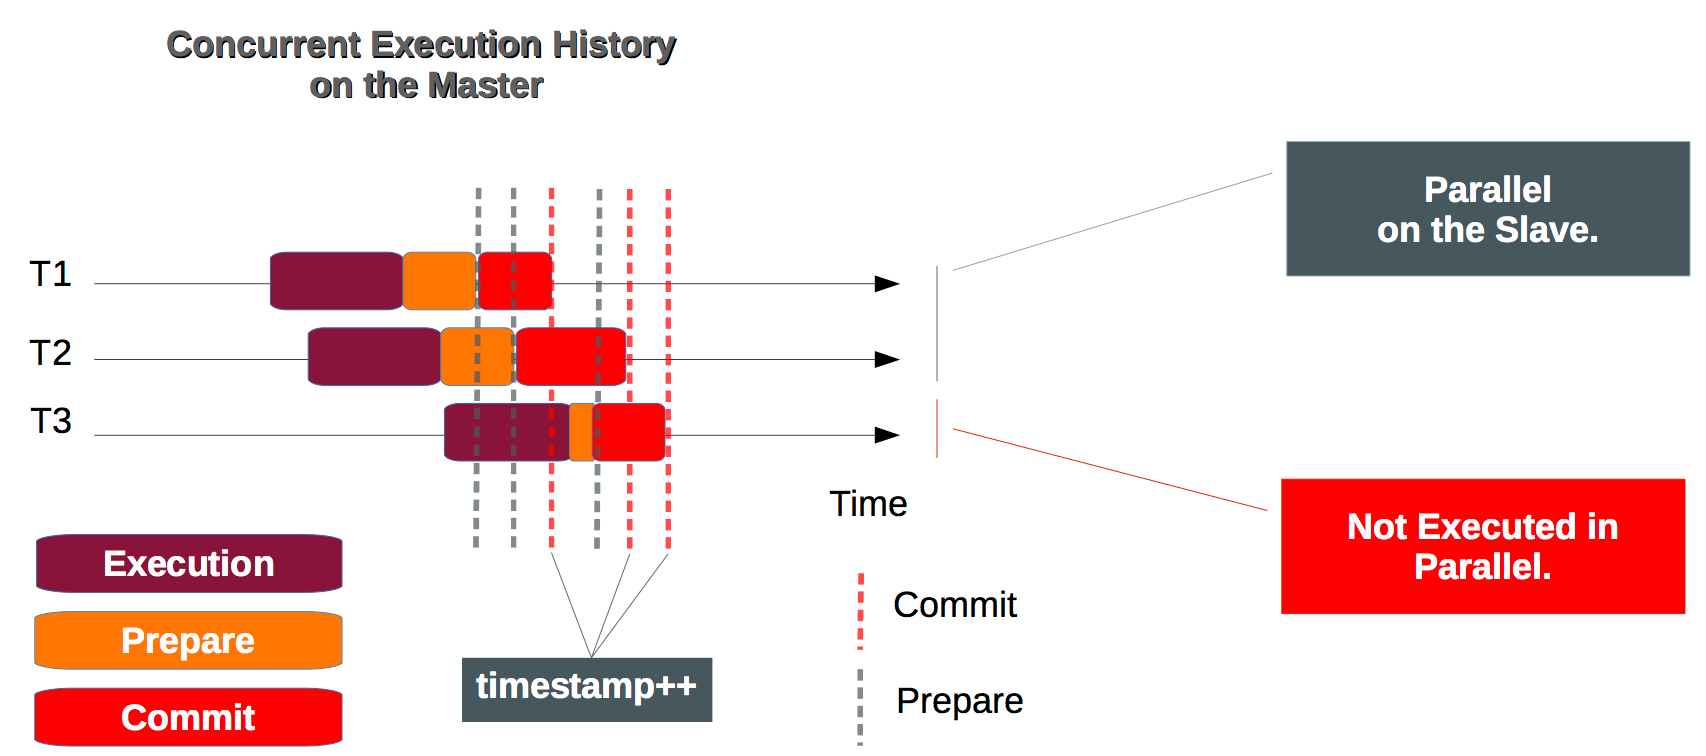 Concurrent Execution History
on the Master
Parallel
on the Slave.
T1
T2
T3
Time
Not Executed in
Parallel.
Execution
Prepare
Commit
timestamp++
Commit
Prepare